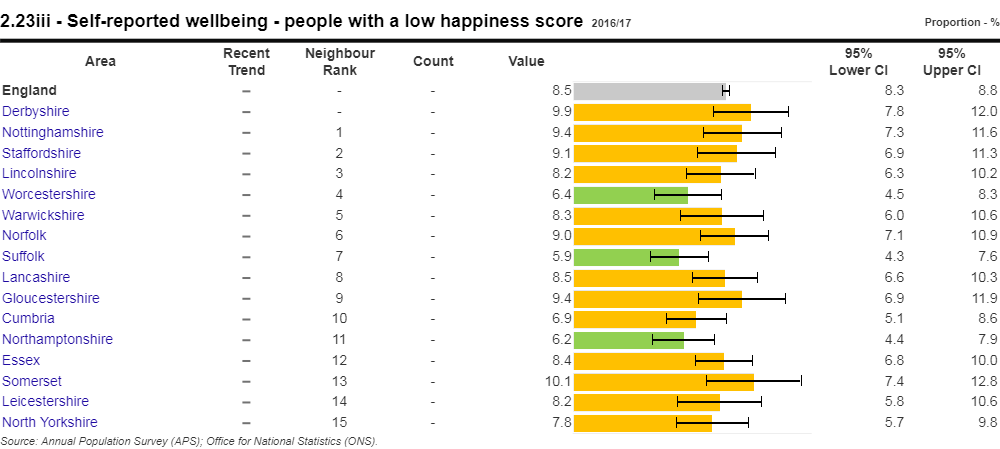 2.23iii - Self-reported wellbeing - people with a low happiness score 2016/17 Proportion - %
Area Recent Trend Neighbour Rank Count Value 95% Lower CI 95% Upper CI
England – - - 8.5 8.3 8.8
Derbyshire – - - 9.9 7.8 12.0
Nottinghamshire – 1 - 9.4 7.3 11.6
Staffordshire – 2 - 9.1 6.9 11.3
Lincolnshire – 3 - 8.2 6.3 10.2
Worcestershire – 4 - 6.4 4.5 8.3
Warwickshire – 5 - 8.3 6.0 10.6
Norfolk – 6 - 9.0 7.1 10.9
Suffolk – 7 - 5.9 4.3 7.6
Lancashire – 8 - 8.5 6.6 10.3
Gloucestershire – 9 - 9.4 6.9 11.9
Cumbria – 10 - 6.9 5.1 8.6
Northamptonshire – 11 - 6.2 4.4 7.9
Essex – 12 - 8.4 6.8 10.0
Somerset – 13 - 10.1 7.4 12.8
Leicestershire – 14 - 8.2 5.8 10.6
North Yorkshire – 15 - 7.8 5.7 9.8
Source: Annual Population Survey (APS); Office for National Statistics (ONS).